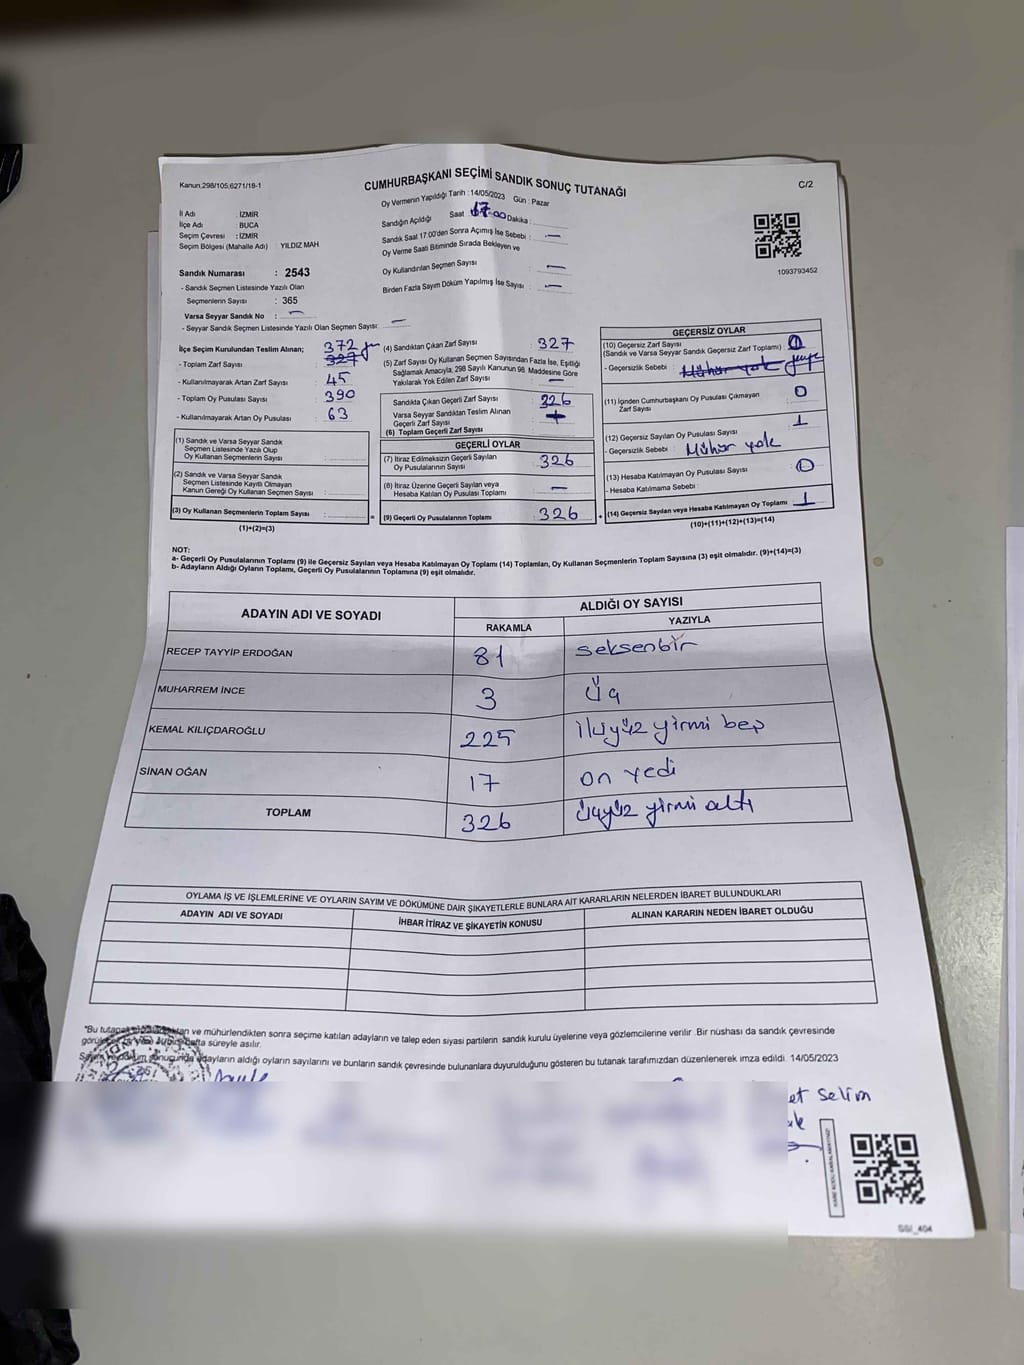 Kanun.298/105,6271/18-1
CUMHURBAŞKANI SEÇİMİ SANDIK SONUÇ TUTANAĞI
C/2
Oy Vermenin Yapıldığı Tarih : 14/05/2023 Gün : Pazar
İl Adı : İZMİR
İlçe Adı : BUCA
Seçim Çevresi : İZMİR
Seçim Bölgesi (Mahalle Adı) : YILDIZ MAH
Sandık Numarası : 2543
- Sandık Seçmen Listesinde Yazılı Olan
Seçmenlerin Sayısı : 365
Varsa Seyyar Sandık No : —
- Seyyar Sandık Seçmen Listesinde Yazılı Olan Seçmen Sayısı: —
Sandığın Açıldığı Saat 17:00 Dakika :
Sandık Saat 17:00'den Sonra Açımış İse Sebebi : —
Oy Verme Saati Bitiminde Sırada Bekleyen ve
Oy Kullandırılan Seçmen Sayısı : —
Birden Fazla Sayım Döküm Yapılmış İse Sayısı : —
1093793452
İlçe Seçim Kurulundan Teslim Alınan;
- Toplam Zarf Sayısı : 372 327
- Kullanılmayarak Artan Zarf Sayısı : 45
- Toplam Oy Pusulası Sayısı : 390
- Kullanılmayarak Artan Oy Pusulası : 63
(1) Sandık ve Varsa Seyyar Sandık
Seçmen Listesinde Yazılı Olup
Oy Kullanan Seçmenlerin Sayısı :
(2) Sandık ve Varsa Seyyar Sandık
Seçmen Listesinde Kayıtlı Olmayan
Kanun Gereği Oy Kullanan Seçmen Sayısı :
(3) Oy Kullanan Seçmenlerin Toplam Sayısı : =
(1)+(2)=(3)
(4) Sandıktan Çıkan Zarf Sayısı : 327
(5) Zarf Sayısı Oy Kullanan Seçmen Sayısından Fazla İse, Eşitliği
Sağlamak Amacıyla, 298 Sayılı Kanunun 98. Maddesine Göre
Yakılarak Yok Edilen Zarf Sayısı : —
Sandıkta Çıkan Geçerli Zarf Sayısı : 326
Varsa Seyyar Sandıktan Teslim Alınan
Geçerli Zarf Sayısı :
(6) Toplam Geçerli Zarf Sayısı
GEÇERLİ OYLAR
(7) İtiraz Edilmeksizin Geçerli Sayılan
Oy Pusulalarının Sayısı : 326
(8) İtiraz Üzerine Geçerli Sayılan veya
Hesaba Katılan Oy Pusulası Toplamı : —
(9) Geçerli Oy Pusulalarının Toplamı : 326 +
GEÇERSİZ OYLAR
(10) Geçersiz Zarf Sayısı
(Sandık ve Varsa Seyyar Sandık Geçersiz Zarf Toplamı)
- Geçersizlik Sebebi : Mühür yok
(11) İçinden Cumhurbaşkanı Oy Pusulası Çıkmayan
Zarf Sayısı : 0
(12) Geçersiz Sayılan Oy Pusulası Sayısı : 1
- Geçersizlik Sebebi : Mühür yok
(13) Hesaba Katılmayan Oy Pusulası Sayısı : 0
- Hesaba Katılmama Sebebi :
(14) Geçersiz Sayılan veya Hesaba Katılmayan Oy Toplamı : 1
(10)+(11)+(12)+(13)=(14)
NOT:
a- Geçerli Oy Pusulalarının Toplamı (9) ile Geçersiz Sayılan veya Hesaba Katılmayan Oy Toplamı (14) Toplamları, Oy Kullanan Seçmenlerin Toplam Sayısına (3) eşit olmalıdır. (9)+(14)=(3)
b- Adayların Aldığı Oyların Toplamı, Geçerli Oy Pusulalarının Toplamına (9) eşit olmalıdır.
ADAYIN ADI VE SOYADI
ALDIĞI OY SAYISI
RAKAMLA YAZIYLA
RECEP TAYYİP ERDOĞAN 81 seksenbir
MUHARREM İNCE 3 üç
KEMAL KILIÇDAROĞLU 225 ikiyüz yirmi beş
SİNAN OĞAN 17 on yedi
TOPLAM 326 üçyüz yirmi altı
OYLAMA İŞ VE İŞLEMLERİNE VE OYLARIN SAYIM VE DÖKÜMÜNE DAİR ŞİKAYETLERLE BUNLARA AİT KARARLARIN NELERDEN İBARET BULUNDUKLARI
ADAYIN ADI VE SOYADI İHBAR İTİRAZ VE ŞİKAYETİN KONUSU ALINAN KARARIN NEDEN İBARET OLDUĞU
"Bu tutanak ve mühürlendikten sonra seçime katılan adayların ve talep eden siyasi partilerin sandık kurulu üyelerine veya gözlemcilerine verilir .Bir nüshası da sandık çevresinde
hafta süreyle asılır.
adayların aldığı oyların sayılarını ve bunların sandık çevresinde bulunanlara duyurulduğunu gösteren bu tutanak tarafımızdan düzenlenerek imza edildi. 14/05/2023
et Selim
SSI_404